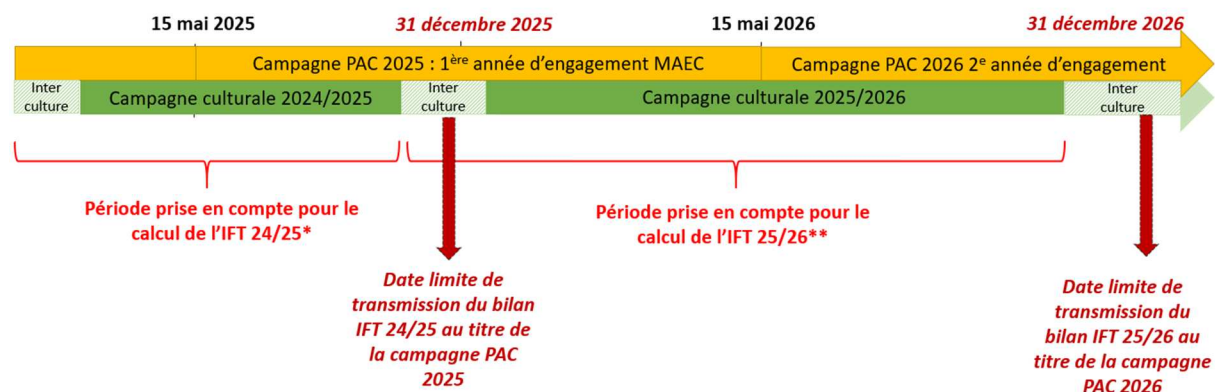 15 mai 2025
31 décembre 2025
15 mai 2026
31 décembre 2026
Campagne PAC 2025 : 1ère année d’engagement MAEC
Campagne PAC 2026 2e année d’engagement
Inter
culture
Campagne culturale 2024/2025
Inter
culture
Campagne culturale 2025/2026
Inter
culture
Période prise en compte pour le
calcul de l’IFT 24/25*
Période prise en compte pour le
calcul de l’IFT 25/26**
Date limite de
transmission du bilan
IFT 24/25 au titre de
la campagne PAC
2025
Date limite de
transmission du
bilan IFT 25/26 au
titre de la campagne
PAC 2026